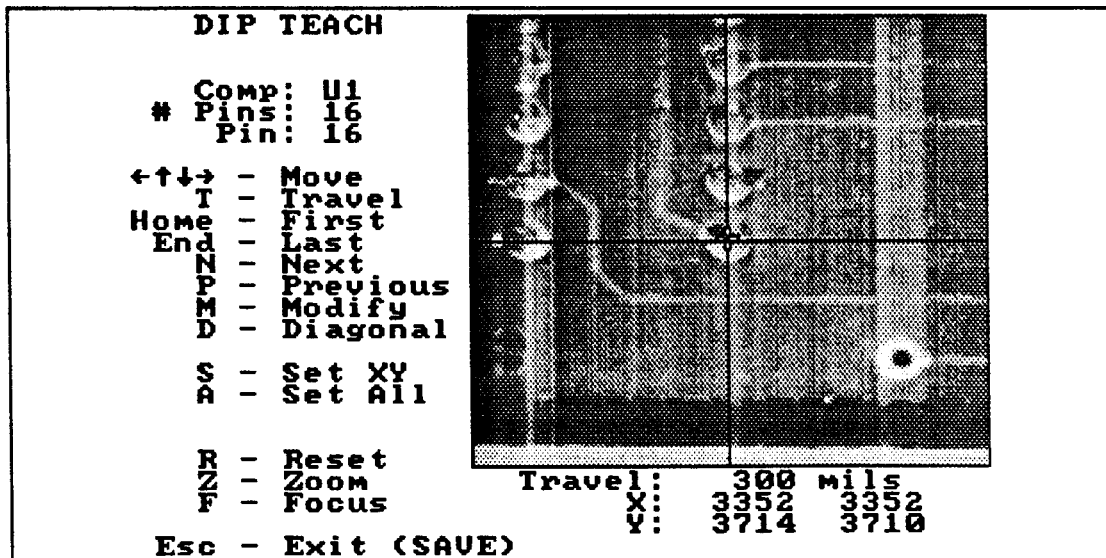 DIP TEACH
Comp: U1
# Pins: 16
Pin: 16
←↑↓→ - Move
T - Travel
Home - First
End - Last
N - Next
P - Previous
M - Modify
D - Diagonal
S - Set XY
A - Set All
R - Reset
Z - Zoom
F - Focus
Esc - Exit (SAVE)
Travel: 300 mils
X: 3352 3352
Y: 3714 3710